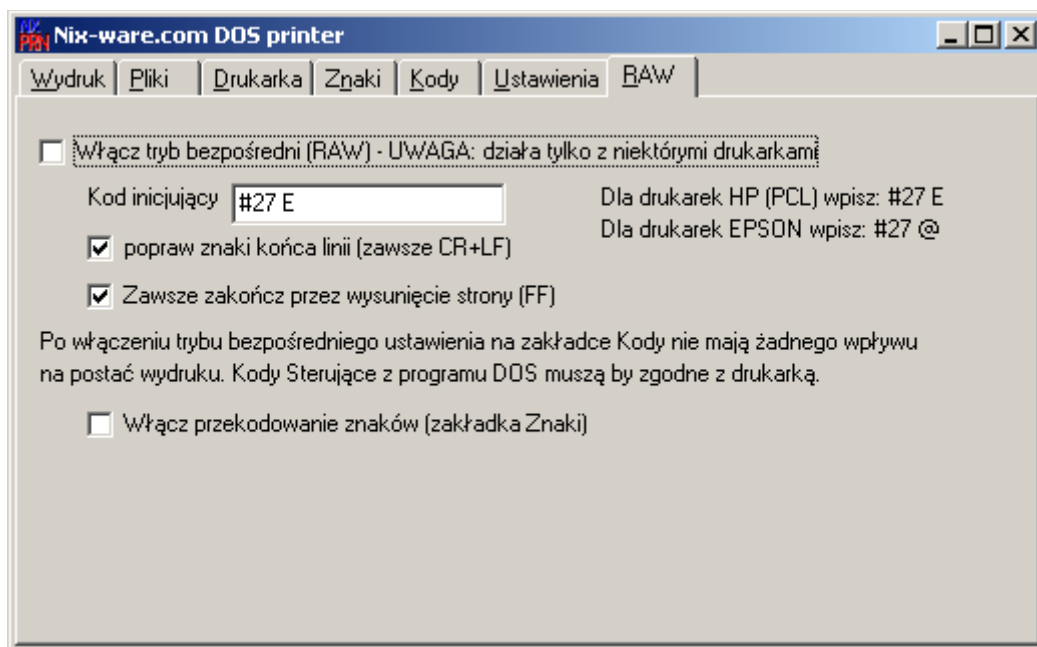 NIX PRN Nix-ware.com DOS printer
Wydruk Pliki Drukarka Znaki Kody Ustawienia RAW
Włącz tryb bezpośredni (RAW) - UWAGA: działa tylko z niektórymi drukarkami
Kod inicjujący #27 E Dla drukarek HP (PCL) wpisz: #27 E
Dla drukarek EPSON wpisz: #27 @
popraw znaki końca linii (zawsze CR+LF)
Zawsze zakończ przez wysunięcie strony (FF)
Po włączeniu trybu bezpośredniego ustawienia na zakładce Kody nie mają żadnego wpływu
na postać wydruku. Kody Sterujące z programu DOS muszą by zgodne z drukarką.
Włącz przekodowanie znaków (zakładka Znaki)